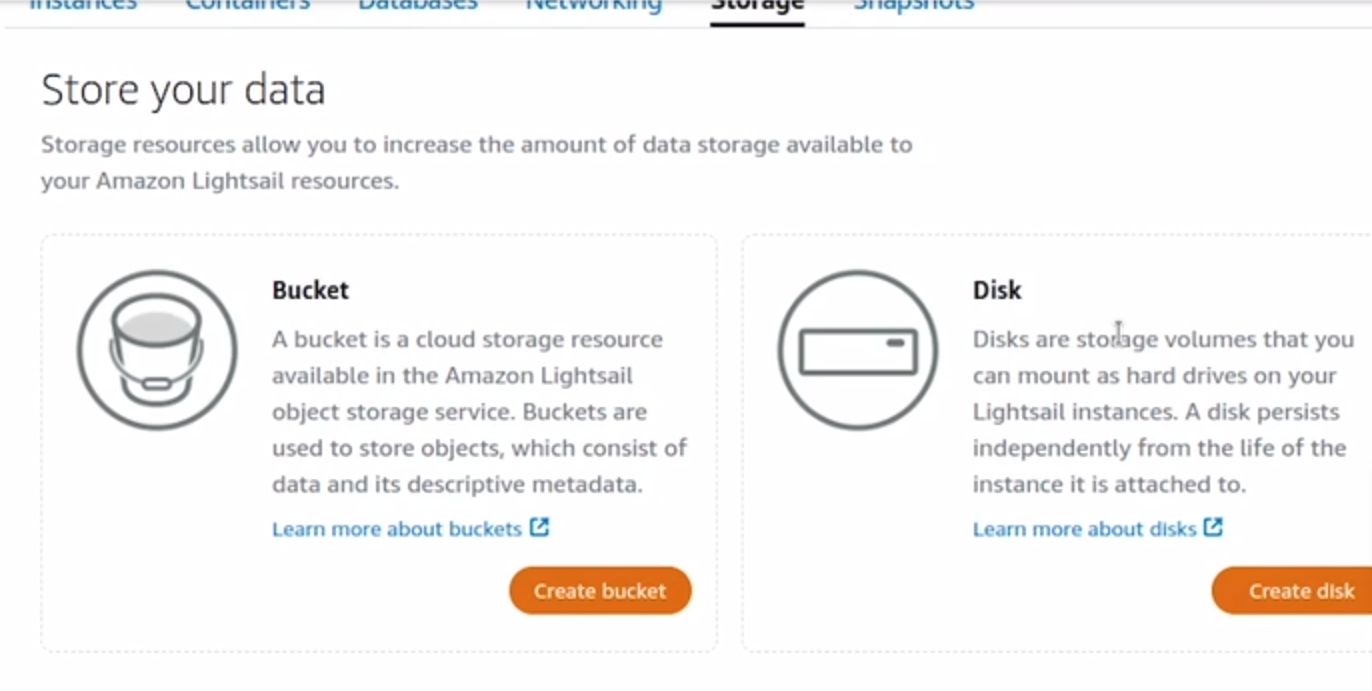 Instances Containers Databases Networking Storage Snapshots
Store your data
Storage resources allow you to increase the amount of data storage available to
your Amazon Lightsail resources.
Bucket
A bucket is a cloud storage resource
available in the Amazon Lightsail
object storage service. Buckets are
used to store objects, which consist of
data and its descriptive metadata.
Learn more about buckets
Create bucket
Disk
Disks are storage volumes that you
can mount as hard drives on your
Lightsail instances. A disk persists
independently from the life of the
instance it is attached to.
Learn more about disks
Create disk